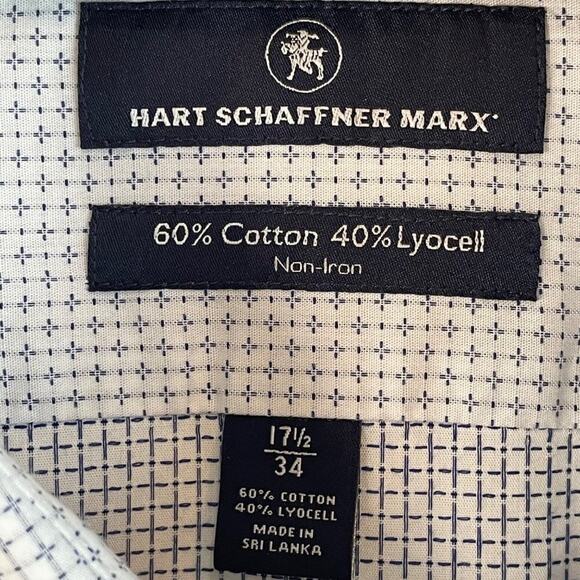 HART SCHAFFNER MARX
60% Cotton 40% Lyocell
Non-Iron
17½
34
60% COTTON
40% LYOCELL
MADE IN
SRI LANKA